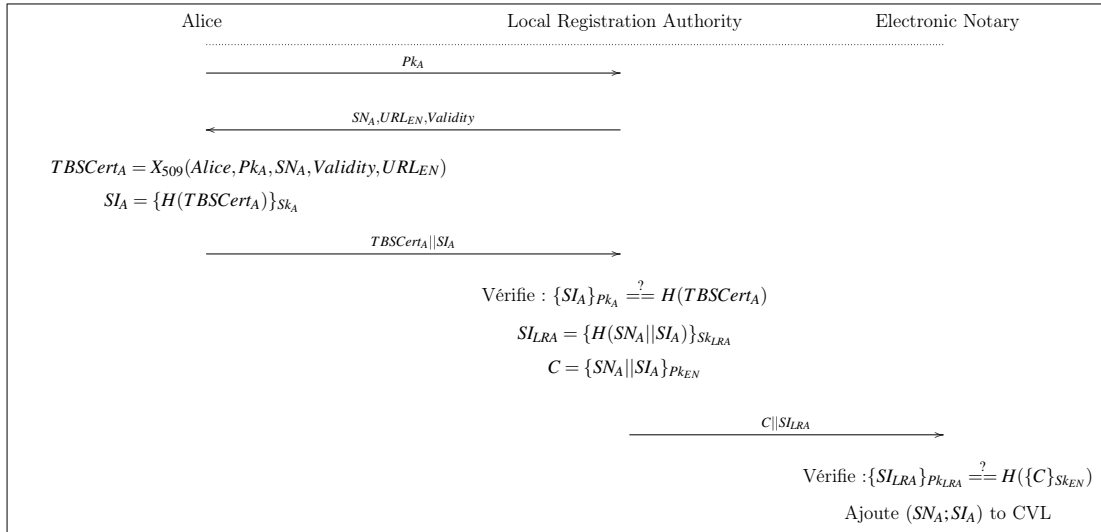 Alice Local Registration Authority Electronic Notary
Pk_A
SN_A,URL_EN,Validity
TBSCert_A = X_509(Alice,Pk_A,SN_A,Validity,URL_EN)
SI_A = {H(TBSCert_A)}_Sk_A
TBSCert_A||SI_A
Vérifie : {SI_A}_Pk_A ?== H(TBSCert_A)
SI_LRA = {H(SN_A||SI_A)}_Sk_LRA
C = {SN_A||SI_A}_Pk_EN
C||SI_LRA
Vérifie :{SI_LRA}_Pk_LRA ?== H({C}_Sk_EN)
Ajoute (SN_A;SI_A) to CVL